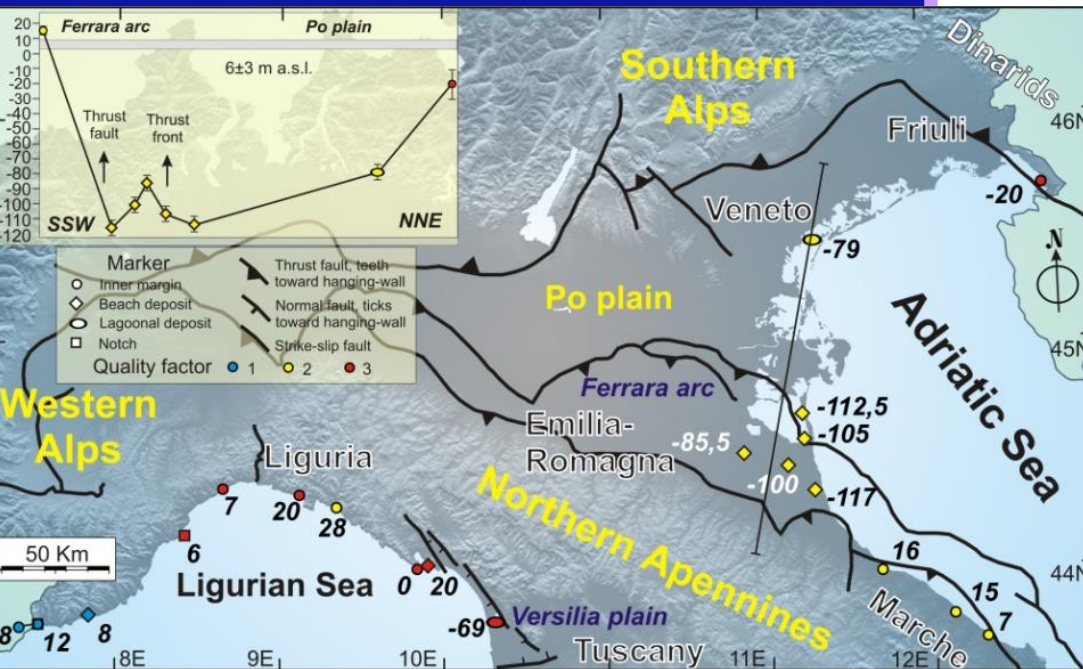 20
10
0
-10
-20
-30
-40
-50
-60
-70
-80
-90
-100
-110
-120
Ferrara arc
Po plain
6±3 m a.s.l.
Thrust
fault
Thrust
front
SSW
NNE
Marker
Inner margin
Beach deposit
Lagoonal deposit
Notch
Thrust fault, teeth
toward hanging-wall
Normal fault, ticks
toward hanging-wall
Strike-slip fault
Quality factor 1 2 3
Southern
Alps
Dinarids
46N
Friuli
-20
Veneto
-79
N
Po plain
Adriatic Sea
45N
Ferrara arc
Western
Alps
Emilia-
Romagna
-112,5
-105
-85,5
-100
-117
Liguria
Northern Apennines
7
20
28
6
50 Km
Ligurian Sea
0
20
16
44N
15
7
Marche
8
12
8
-69
Versilia plain
Tuscany
8E
9E
10E
11E
12E